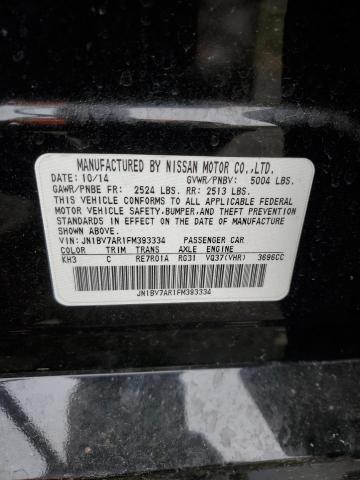 MANUFACTURED BY NISSAN MOTOR CO.,LTD.
DATE: 10/14 GVWR/PNBV: 5004 LBS.
GAWR/PNBE FR: 2524 LBS. RR: 2513 LBS.
THIS VEHICLE CONFORMS TO ALL APPLICABLE FEDERAL
MOTOR VEHICLE SAFETY,BUMPER,AND THEFT PREVENTION
STANDARDS IN EFFECT ON THE DATE OF MANUFACTURE
SHOWN ABOVE.
VIN: JN1BV7AR1FM393334 PASSENGER CAR
COLOR TRIM TRANS AXLE ENGINE
KH3 C RE7R01A RG31 VQ37(VHR) 3696CC
JN1BV7AR1FM393334